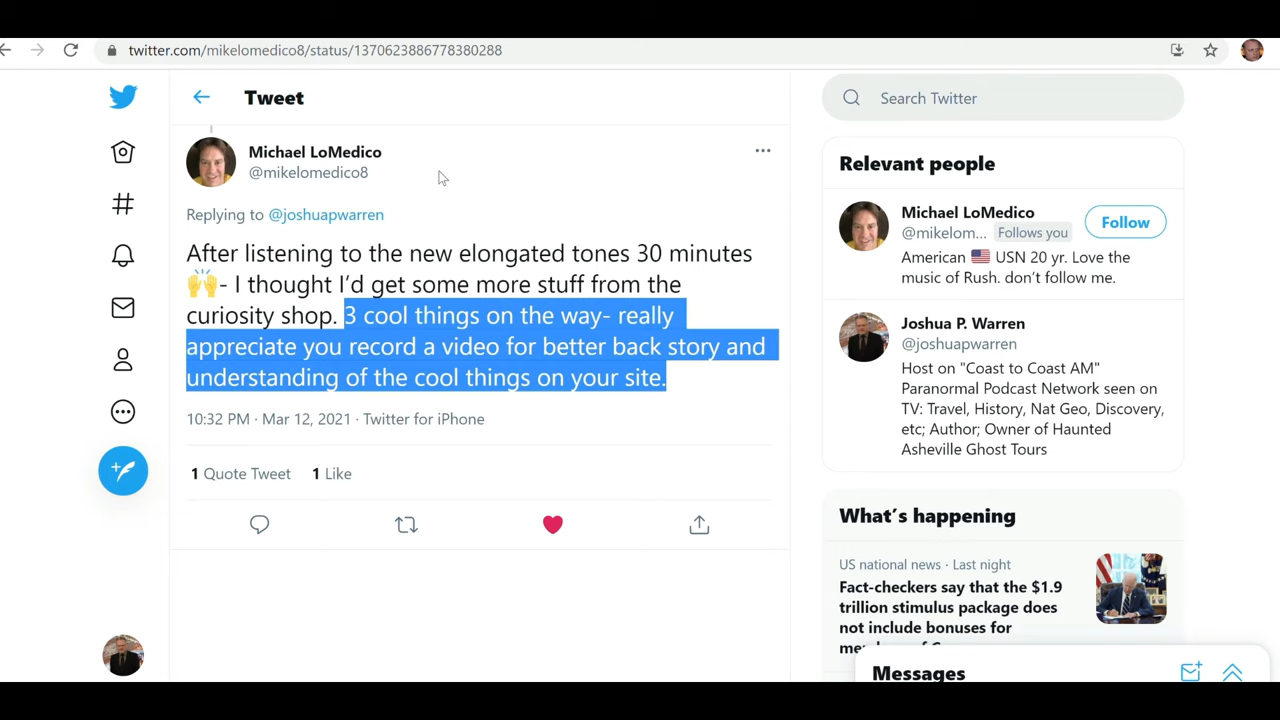 twitter.com/mikelomedico8/status/1370623886778380288
Tweet
Michael LoMedico
@mikelomedico8
Replying to @joshuapwarren
After listening to the new elongated tones 30 minutes
🙌- I thought I’d get some more stuff from the
curiosity shop. 3 cool things on the way- really
appreciate you record a video for better back story and
understanding of the cool things on your site.
10:32 PM · Mar 12, 2021 · Twitter for iPhone
1 Quote Tweet 1 Like
Search Twitter
Relevant people
Michael LoMedico
@mikelom... Follows you
Follow
American 🇺🇸 USN 20 yr. Love the
music of Rush. don’t follow me.
Joshua P. Warren
@joshuapwarren
Host on "Coast to Coast AM"
Paranormal Podcast Network seen on
TV: Travel, History, Nat Geo, Discovery,
etc; Author; Owner of Haunted
Asheville Ghost Tours
What’s happening
US national news · Last night
Fact-checkers say that the $1.9
trillion stimulus package does
not include bonuses for
Messages